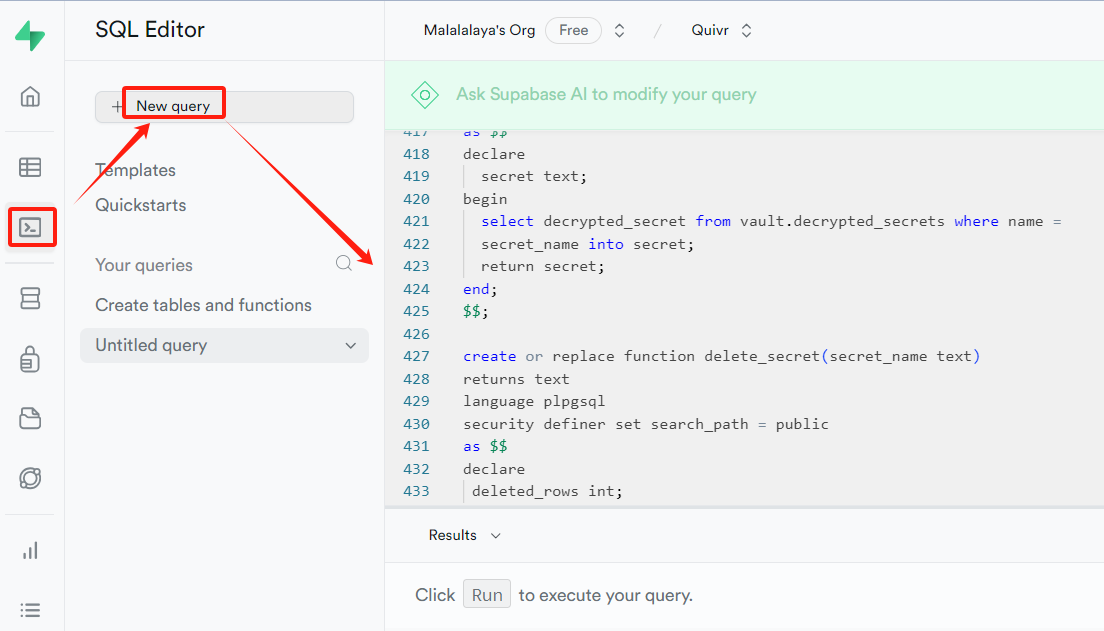 SQL Editor
Malalalaya's Org Free / Quivr
+ New query
Templates
Quickstarts
Your queries
Create tables and functions
Untitled query
Ask Supabase AI to modify your query
417 as $$
418 declare
419 secret text;
420 begin
421 select decrypted_secret from vault.decrypted_secrets where name =
422 secret_name into secret;
423 return secret;
424 end;
425 $$;
426
427 create or replace function delete_secret(secret_name text)
428 returns text
429 language plpgsql
430 security definer set search_path = public
431 as $$
432 declare
433 deleted_rows int;
Results
Click Run to execute your query.